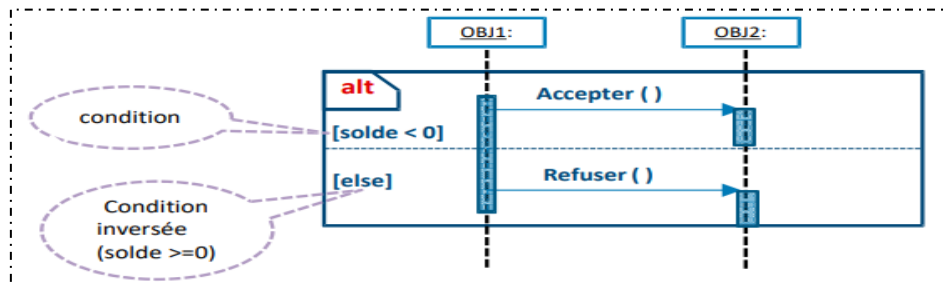 OBJ1:
OBJ2:
alt
Accepter ( )
condition
[solde < 0]
[else]
Refuser ( )
Condition
inversée
(solde >=0)